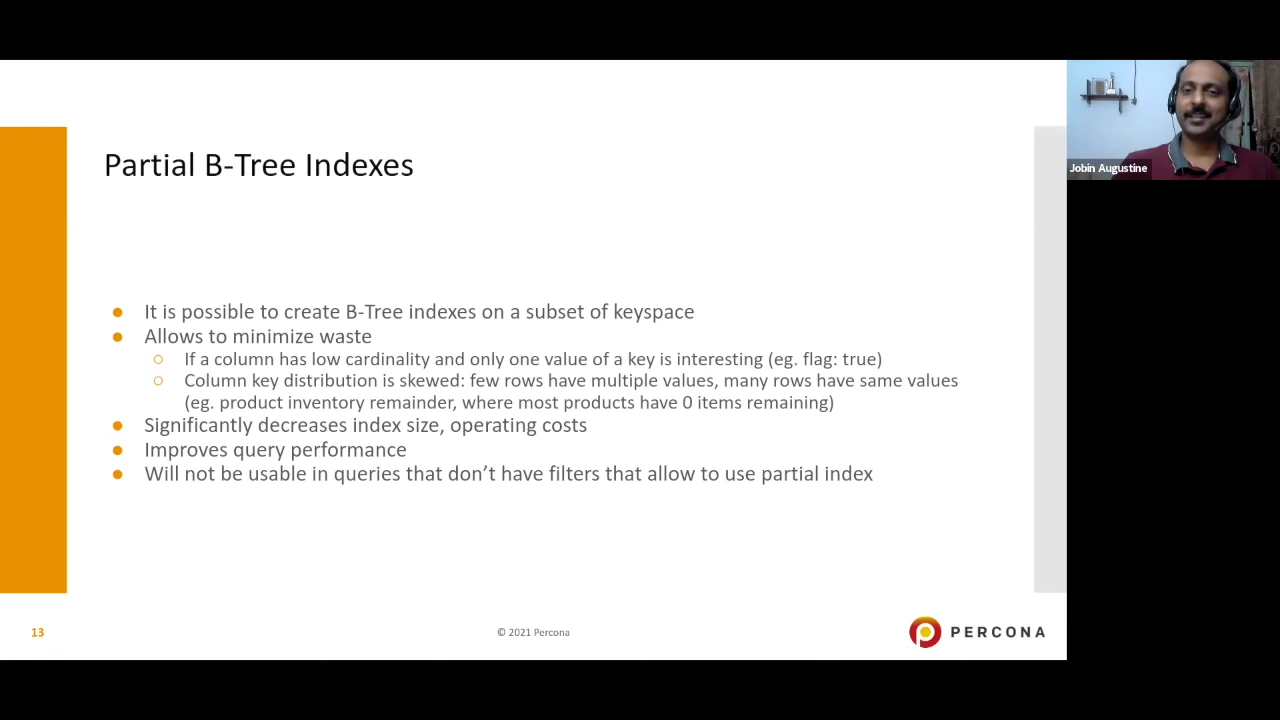 Partial B-Tree Indexes
● It is possible to create B-Tree indexes on a subset of keyspace
● Allows to minimize waste
○ If a column has low cardinality and only one value of a key is interesting (eg. flag: true)
○ Column key distribution is skewed: few rows have multiple values, many rows have same values
(eg. product inventory remainder, where most products have 0 items remaining)
● Significantly decreases index size, operating costs
● Improves query performance
● Will not be usable in queries that don’t have filters that allow to use partial index
13
© 2021 Percona
PERCONA
Jobin Augustine